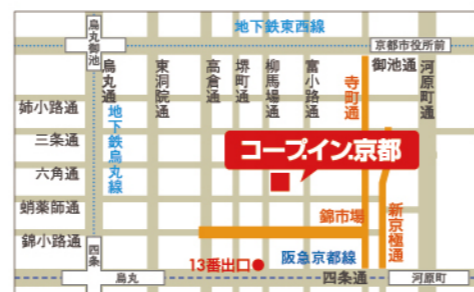 地下鉄東西線
烏丸御池
京都市役所前
御池通
烏丸通
東洞院通
高倉通
堺町通
柳馬場通
富小路通
寺町通
河原町通
姉小路通
地下鉄烏丸線
三条通
コープ.イン.京都
六角通
蛸薬師通
錦市場
新京極通
錦小路通
四条
阪急京都線
13番出口
烏丸
四条通
河原町